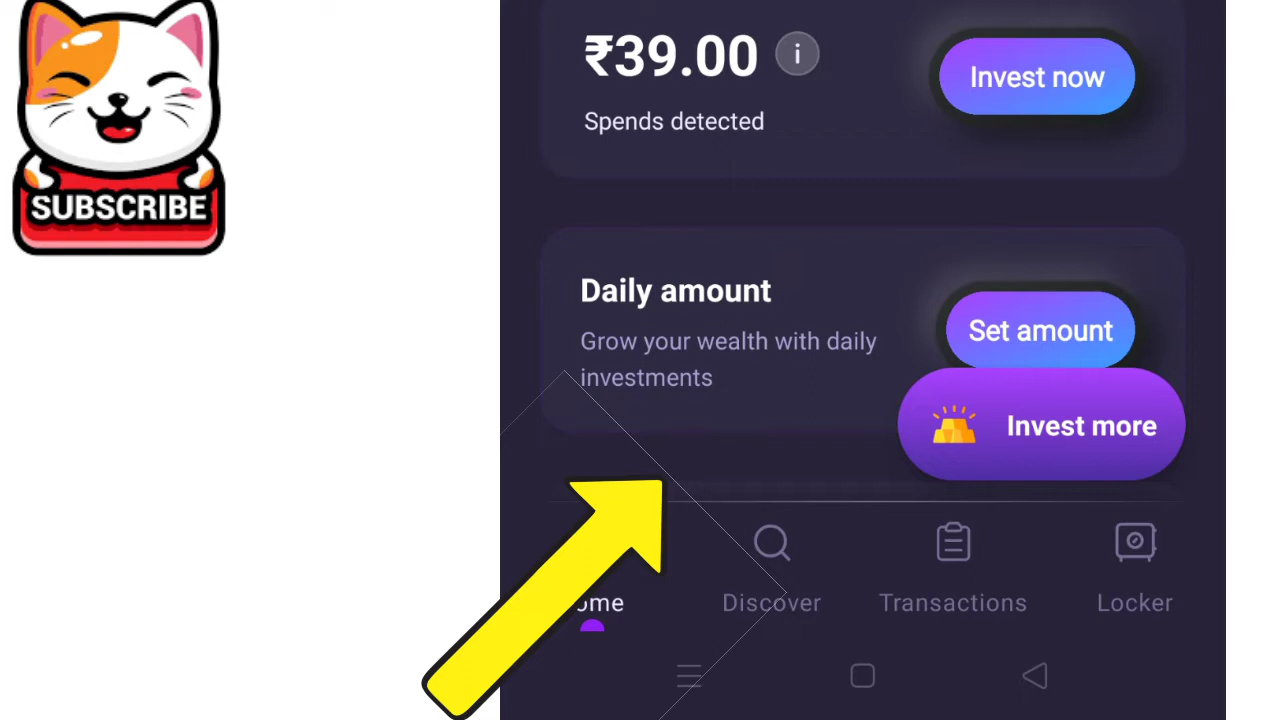 SUBSCRIBE
₹39.00 i
Spends detected
Invest now
Daily amount
Grow your wealth with daily
investments
Set amount
Invest more
ome
Discover
Transactions
Locker